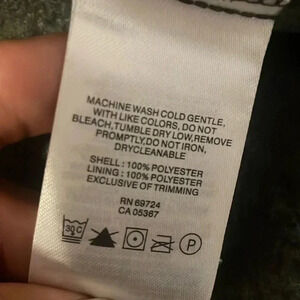 MACHINE WASH COLD GENTLE,
WITH LIKE COLORS, DO NOT
BLEACH,TUMBLE DRY LOW,REMOVE
PROMPTLY,DO NOT IRON,
DRYCLEANABLE
SHELL : 100% POLYESTER
LINING : 100% POLYESTER
EXCLUSIVE OF TRIMMING
RN 69724
CA 05367
30C P